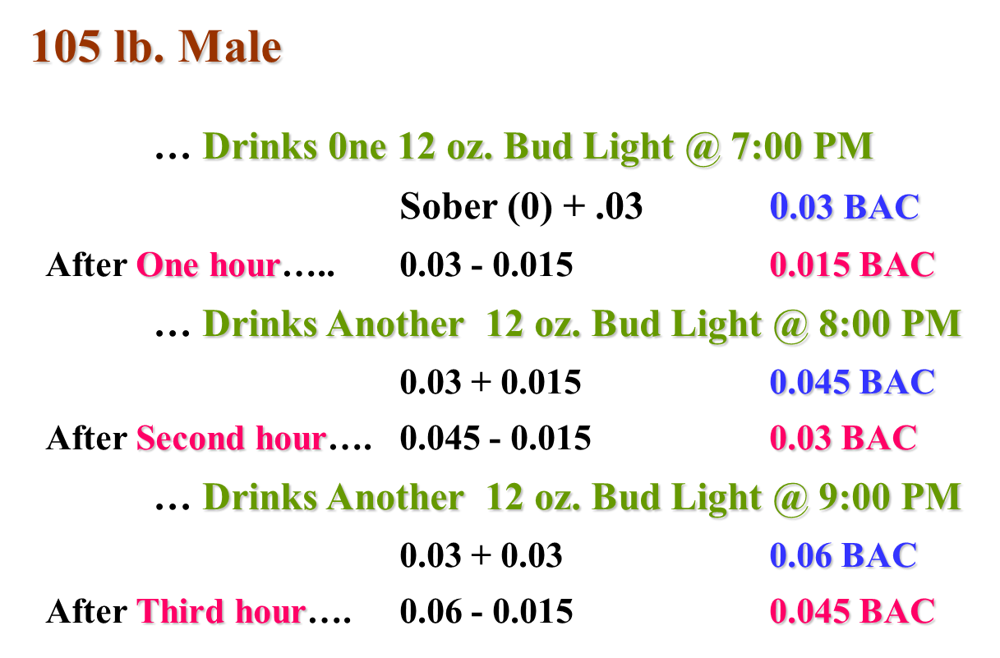 105 lb. Male
… Drinks 0ne 12 oz. Bud Light @ 7:00 PM
Sober (0) + .03 0.03 BAC
After One hour….. 0.03 - 0.015 0.015 BAC
… Drinks Another 12 oz. Bud Light @ 8:00 PM
0.03 + 0.015 0.045 BAC
After Second hour…. 0.045 - 0.015 0.03 BAC
… Drinks Another 12 oz. Bud Light @ 9:00 PM
0.03 + 0.03 0.06 BAC
After Third hour…. 0.06 - 0.015 0.045 BAC